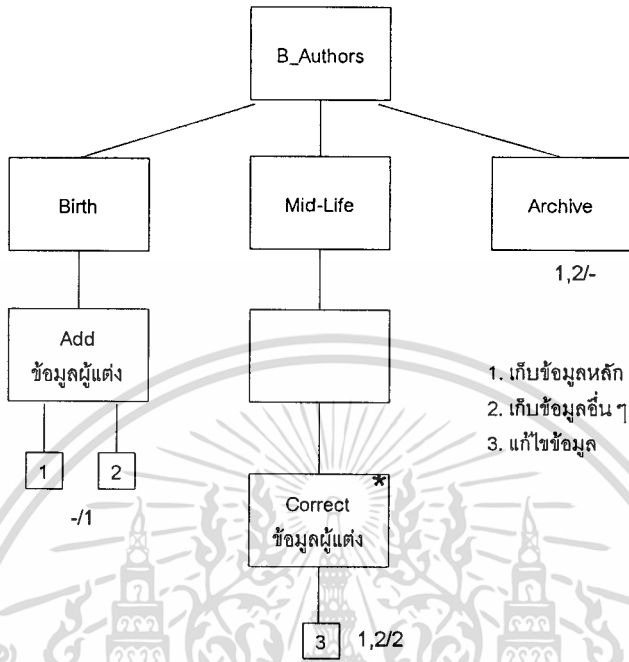 B_Authors
Birth
Mid-Life
Archive
1,2/-
Add
ข้อมูลผู้แต่ง
1
2
-/1
1. เก็บข้อมูลหลัก
2. เก็บข้อมูลอื่น ๆ
3. แก้ไขข้อมูล
*
Correct
ข้อมูลผู้แต่ง
3
1,2/2